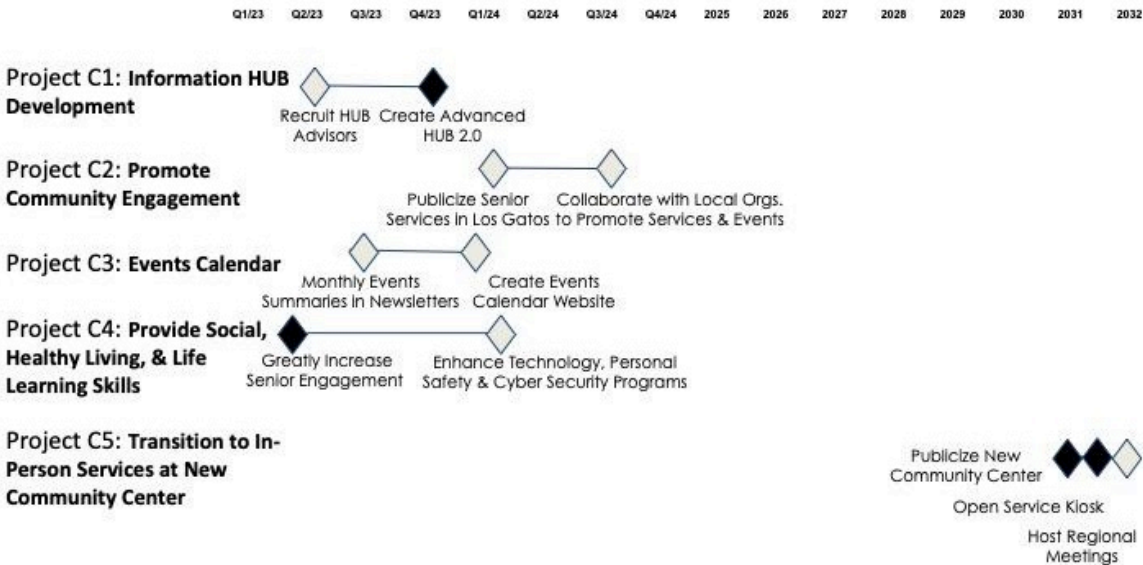 Q1/23 Q2/23 Q3/23 Q4/23 Q1/24 Q2/24 Q3/24 Q4/24 2025 2026 2027 2028 2029 2030 2031 2032
Project C1: Information HUB
Development
Recruit HUB
Advisors
Create Advanced
HUB 2.0
Project C2: Promote
Community Engagement
Publicize Senior
Services in Los Gatos
Collaborate with Local Orgs.
to Promote Services & Events
Project C3: Events Calendar
Monthly Events
Summaries in Newsletters
Create Events
Calendar Website
Project C4: Provide Social,
Healthy Living, & Life
Learning Skills
Greatly Increase
Senior Engagement
Enhance Technology, Personal
Safety & Cyber Security Programs
Project C5: Transition to In-
Person Services at New
Community Center
Publicize New
Community Center
Open Service Kiosk
Host Regional
Meetings